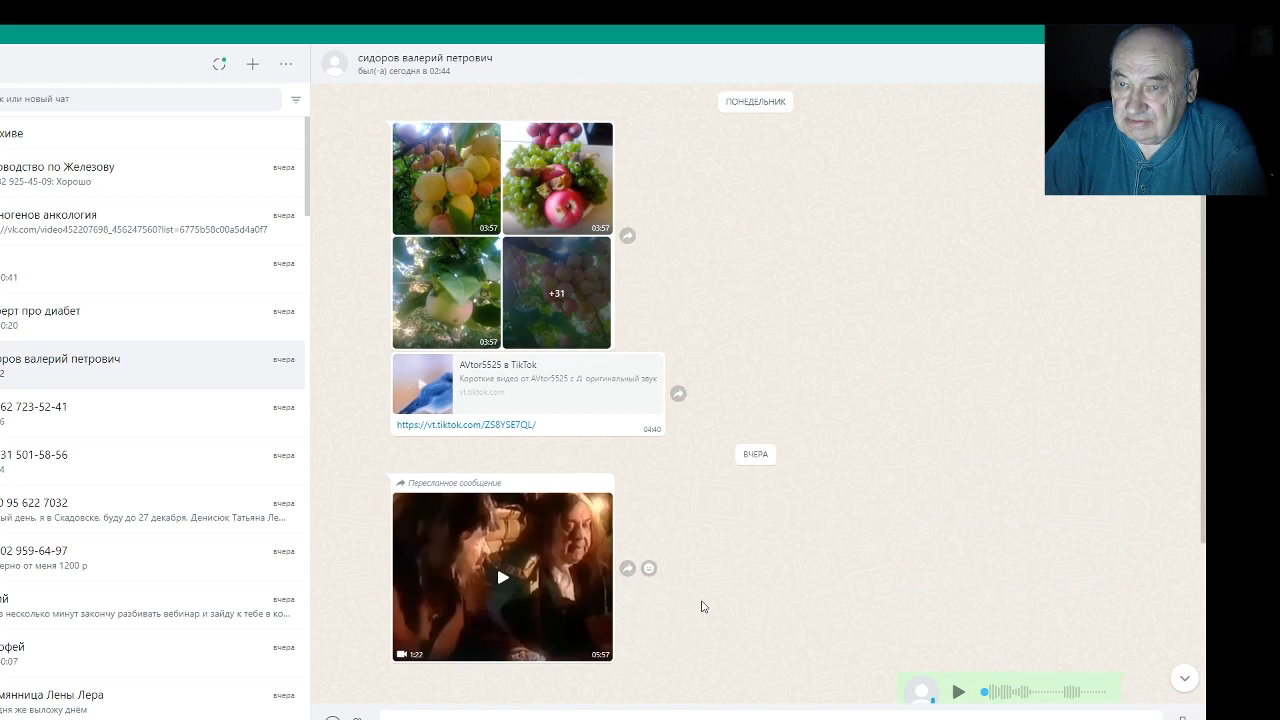 сидоров валерий петрович
был(-а) сегодня в 02:44
к или новый чат
хиве
оводство по Железову
вчера
02 925-45-09: Хорошо
ногенов анкология
вчера
//vk.com/video452207698_456247560?list=6775b58c00a5d4a0f7
вчера
0:41
ерт про диабет
вчера
0:20
оров валерий петрович
вчера
2
62 723-52-41
вчера
6
31 501-58-56
вчера
4
0 95 622 7032
вчера
ый день, я в Скадовске, буду до 27 декабря. Денисюк Татьяна Ле...
02 959-64-97
вчера
ерно от меня 1200 р
ий
вчера
в несколько минут закончу разбивать вебинар и зайду к тебе в ко...
офей
вчера
0:07
мянница Лены Лера
вчера
дня же выложу днем
ПОНЕДЕЛЬНИК
03:57
03:57
03:57
+31
AVtor5525 в TikTok
Короткие видео от AVtor5525 с ♫ оригинальный звук
vt.tiktok.com
https://vt.tiktok.com/ZS8YSE7QL/
04:40
ВЧЕРА
Пересланное сообщение
1:22
05:57